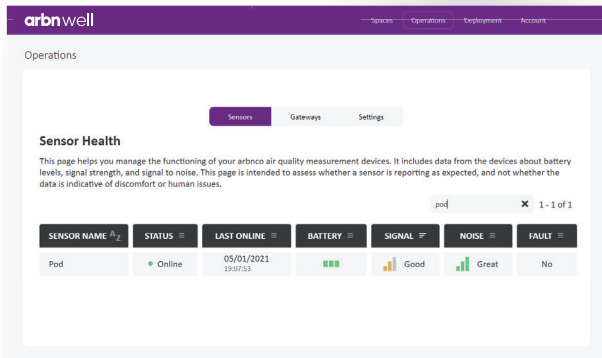 arbnwell
Spaces Operations Deployment Account
Operations
Sensors Gateways Settings
Sensor Health
This page helps you manage the functioning of your arbnco air quality measurement devices. It includes data from the devices about battery
levels, signal strength, and signal to noise. This page is intended to assess whether a sensor is reporting as expected, and not whether the
data is indicative of discomfort or human issues.
pod 1 - 1 of 1
SENSOR NAME AZ STATUS LAST ONLINE BATTERY SIGNAL NOISE FAULT
Pod Online 05/01/2021 Good Great No
19:07:53